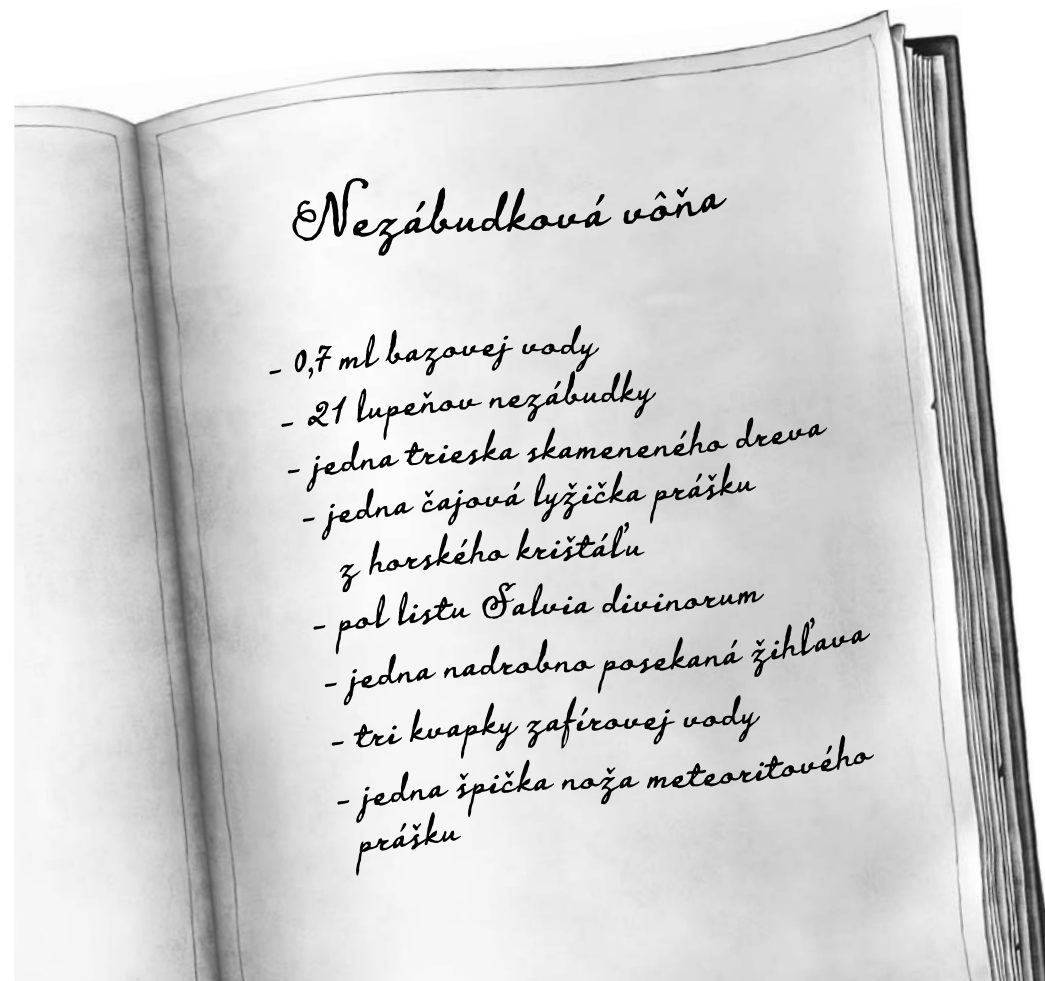 Nezábudková vôňa
- 0,7 ml bazovej vody
- 21 lupeňov nezábudky
- jedna trieska skameneného dreva
- jedna čajová lyžička prášku
z horského krištáľu
- pol listu Salvia divinorum
- jedna nadrobno posekaná žihľava
- tri kvapky zafírovej vody
- jedna špička noža meteoritového
prášku